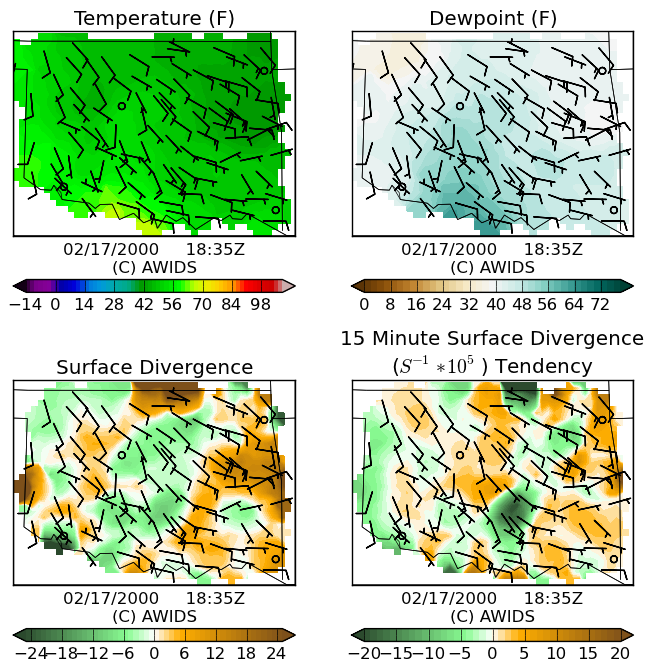 Temperature (F)
Dewpoint (F)
02/17/2000 18:35Z
(C) AWIDS
02/17/2000 18:35Z
(C) AWIDS
−14 0 14 28 42 56 70 84 98
0 8 16 24 32 40 48 56 64 72
Surface Divergence
15 Minute Surface Divergence
(S⁻¹ *10⁵ ) Tendency
02/17/2000 18:35Z
(C) AWIDS
02/17/2000 18:35Z
(C) AWIDS
−24 −18 −12 −6 0 6 12 18 24
−20 −15 −10 −5 0 5 10 15 20